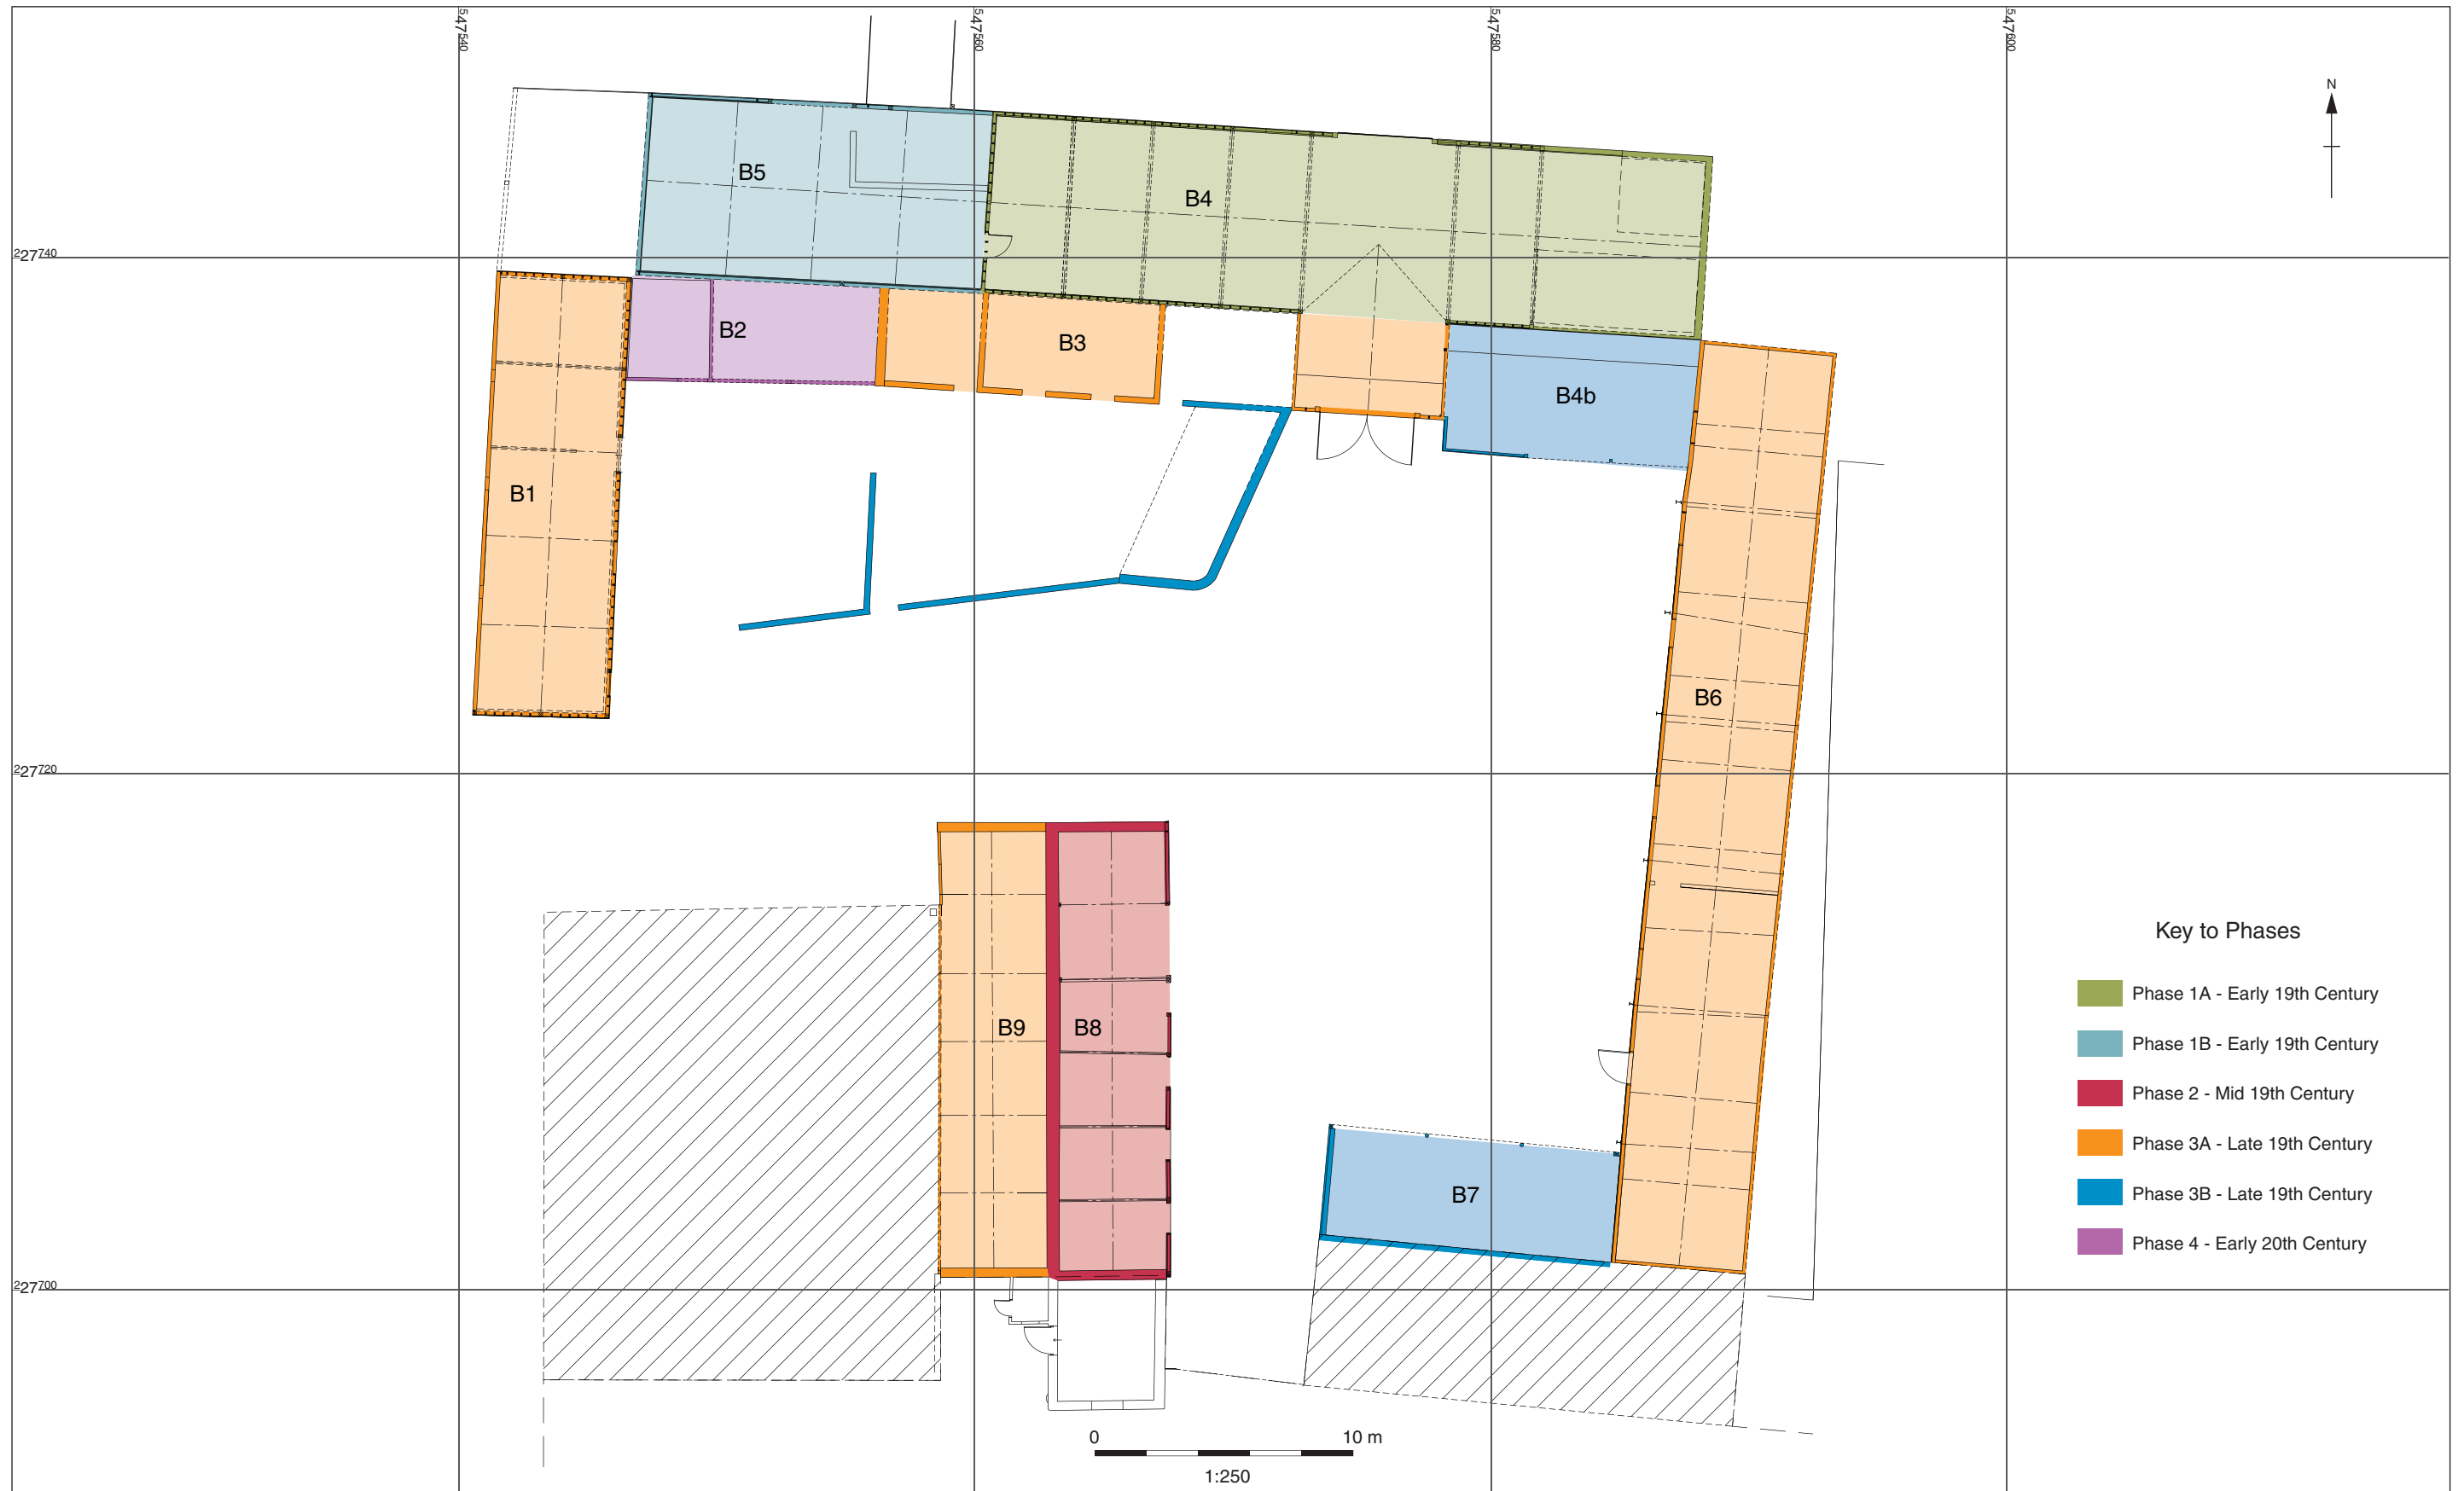 547540
547560
547580
547600
N
B5
B4
227740
B2
B3
B4b
B1
B6
227720
Key to Phases
Phase 1A - Early 19th Century
B9
B8
Phase 1B - Early 19th Century
Phase 2 - Mid 19th Century
Phase 3A - Late 19th Century
B7
Phase 3B - Late 19th Century
Phase 4 - Early 20th Century
227700
0 10 m
1:250